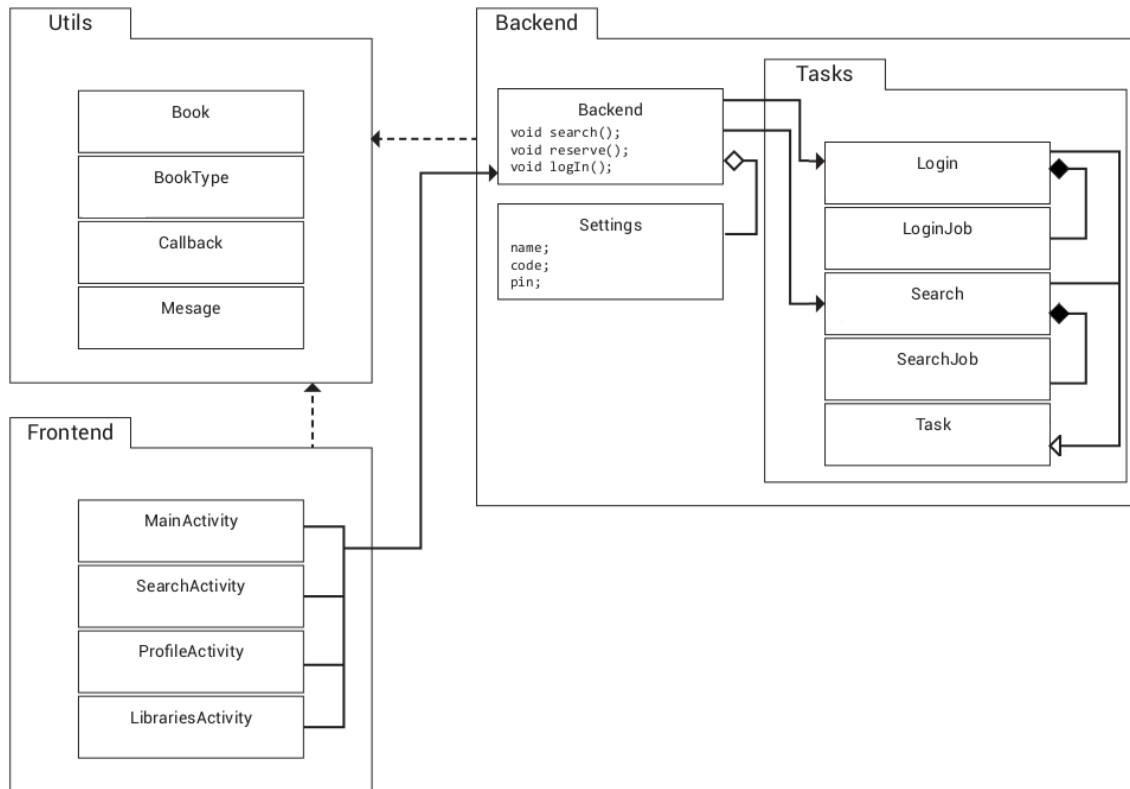 Utils
Book
BookType
Callback
Mesage
Frontend
MainActivity
SearchActivity
ProfileActivity
LibrariesActivity
Backend
Backend
void search();
void reserve();
void logIn();
Settings
name;
code;
pin;
Tasks
Login
LoginJob
Search
SearchJob
Task